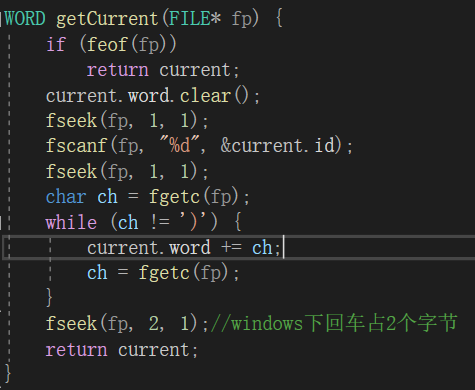 WORD getCurrent(FILE* fp) {
    if (feof(fp))
        return current;
    current.word.clear();
    fseek(fp, 1, 1);
    fscanf(fp, "%d", &current.id);
    fseek(fp, 1, 1);
    char ch = fgetc(fp);
    while (ch != ')') {
        current.word += ch;
        ch = fgetc(fp);
    }
    fseek(fp, 2, 1);//windows下回车占2个字节
    return current;
}